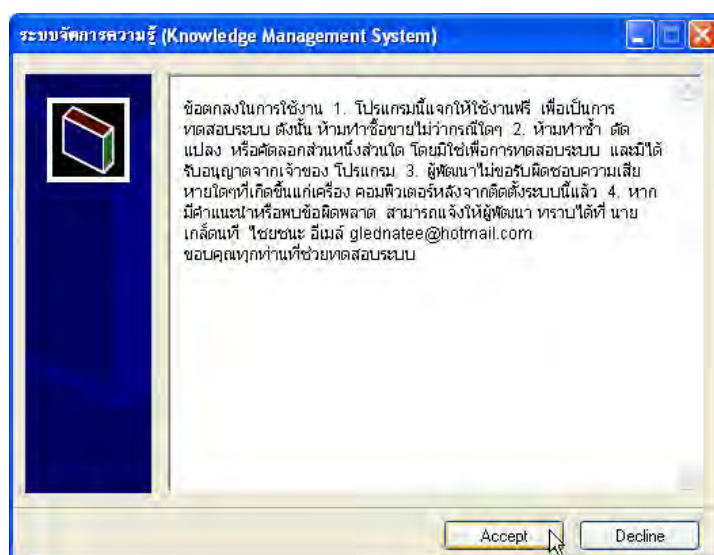 ระบบจัดการความรู้ (Knowledge Management System)
ข้อตกลงในการใช้งาน 1. โปรแกรมนี้แจกให้ใช้งานฟรี เพื่อเป็นการ
ทดสอบระบบ ดังนั้น ห้ามทำซื้อขายไม่ว่ากรณีใดๆ 2. ห้ามทำซ้ำ ดัด
แปลง หรือคัดลอกส่วนหนึ่งส่วนใด โดยมิใช่เพื่อการทดสอบระบบ และมิได้
รับอนุญาตจากเจ้าของ โปรแกรม 3. ผู้พัฒนาไม่ขอรับผิดชอบความเสีย
หายใดๆที่เกิดขึ้นแก่เครื่อง คอมพิวเตอร์หลังจากติดตั้งระบบนี้แล้ว 4. หาก
มีคำแนะนำหรือพบข้อผิดพลาด สามารถแจ้งให้ผู้พัฒนา ทราบได้ที่ นาย
เกล็ดนที ไชยชนะ อีเมล์ glednatee@hotmail.com
ขอบคุณทุกท่านที่ช่วยทดสอบระบบ
Accept
Decline